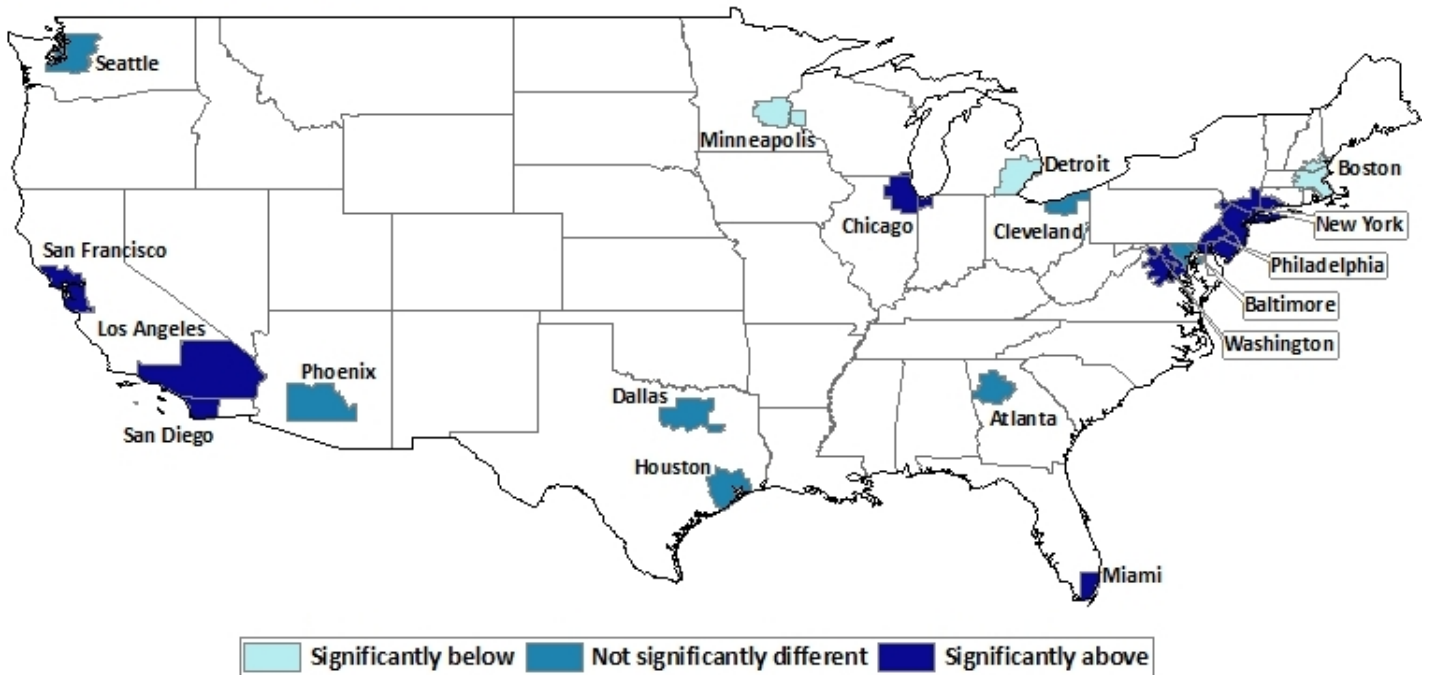 Seattle
Minneapolis
Detroit
Boston
Chicago
Cleveland
New York
San Francisco
Philadelphia
Baltimore
Los Angeles
Washington
Phoenix
Dallas
Atlanta
San Diego
Houston
Miami
Significantly below
Not significantly different
Significantly above